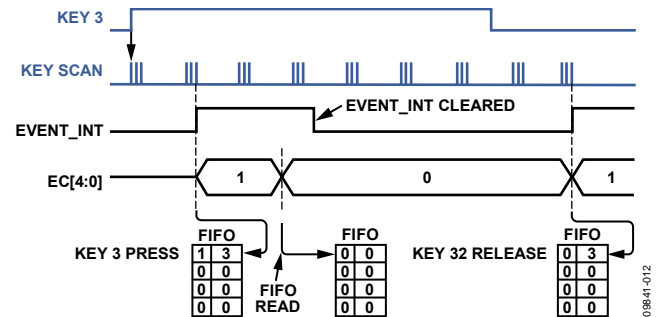 KEY 3
KEY SCAN
EVENT_INT CLEARED
EVENT_INT
EC[4:0]
1
0
1
KEY 3 PRESS
FIFO
1 3
0 0
0 0
0 0
FIFO READ
FIFO
0 0
0 0
0 0
0 0
KEY 32 RELEASE
FIFO
0 3
0 0
0 0
0 0
09841-012